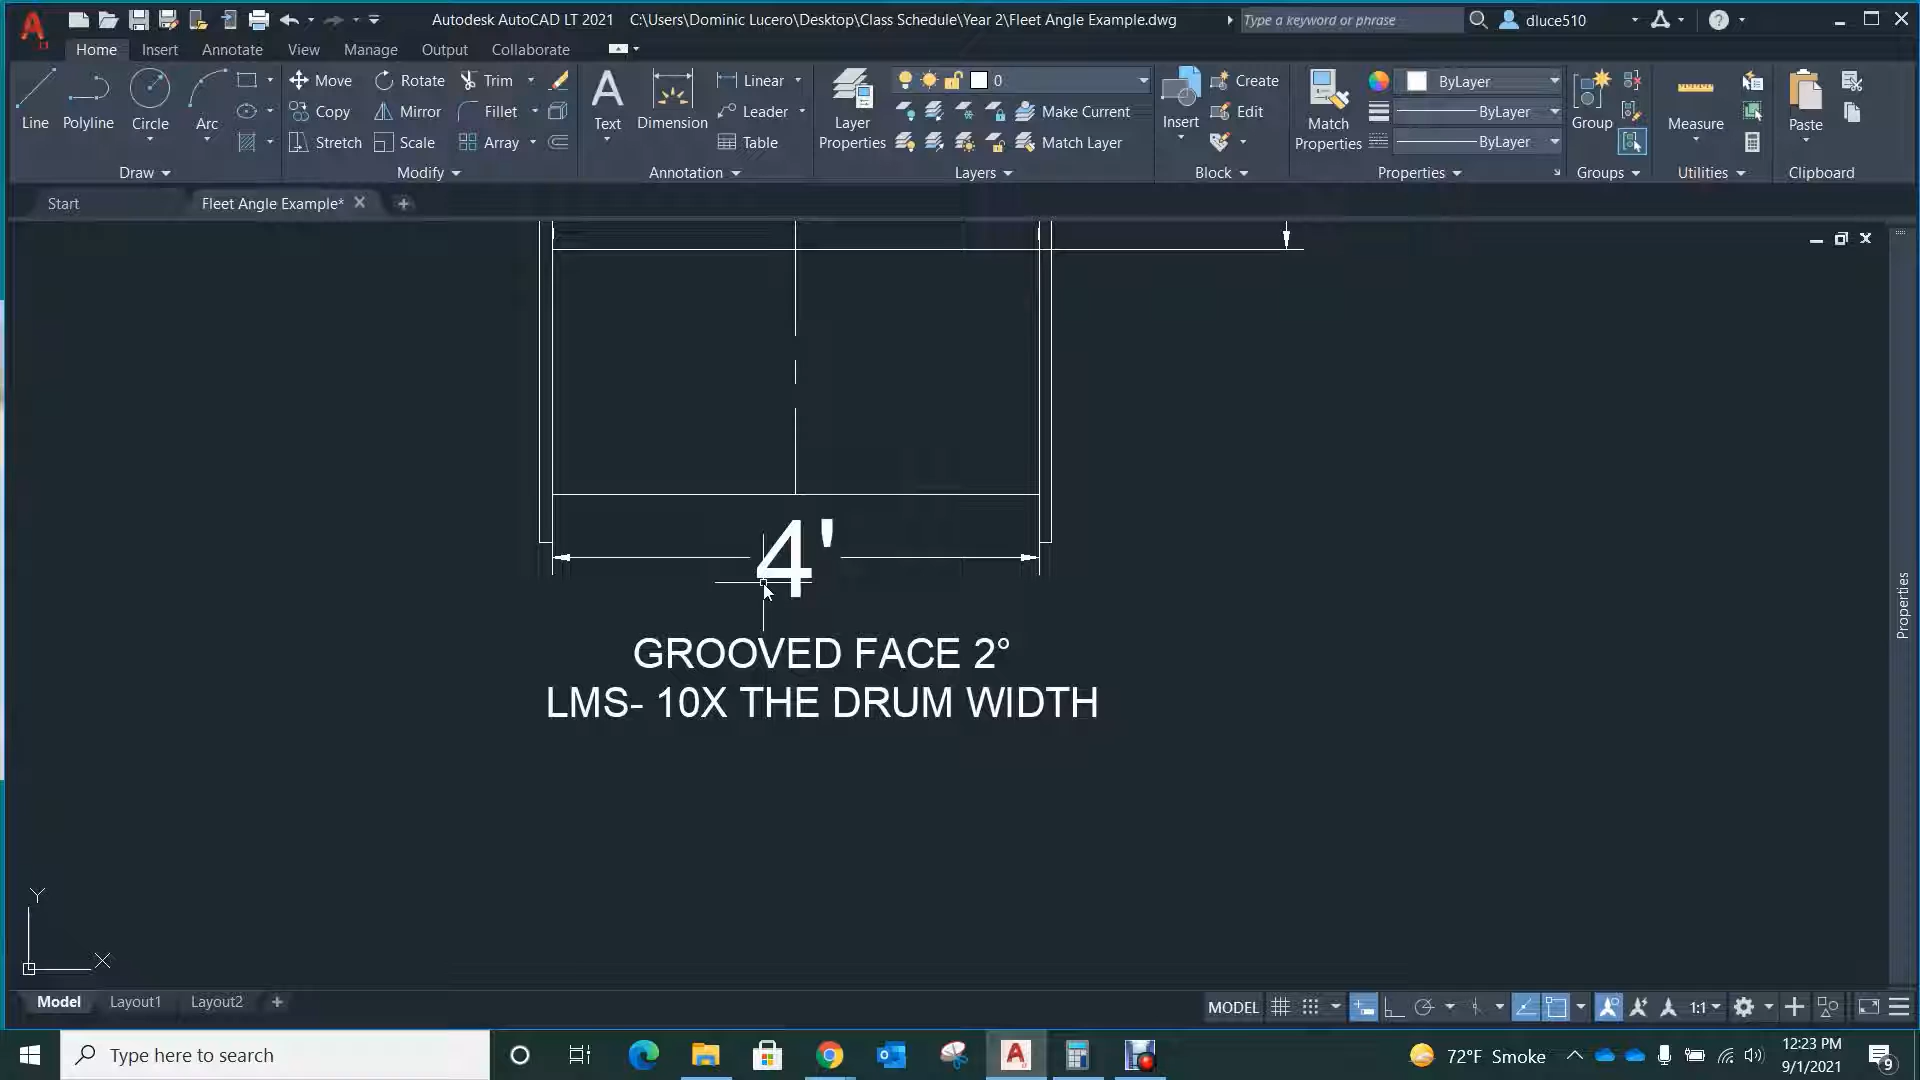 Autodesk AutoCAD LT 2021 C:\Users\Dominic Lucero\Desktop\Class Schedule\Year 2\Fleet Angle Example.dwg Type a keyword or phrase dluce510
Home Insert Annotate View Manage Output Collaborate
Line Polyline Circle Arc
Move Rotate Trim
Copy Mirror Fillet
Stretch Scale Array
Text Dimension
Linear
Leader
Table
Layer Properties
0
Make Current
Match Layer
Insert
Create
Edit
Match Properties
ByLayer
ByLayer
ByLayer
Group
Measure
Paste
Draw Modify Annotation Layers Block Properties Groups Utilities Clipboard
Start Fleet Angle Example* +
4'
GROOVED FACE 2°
LMS- 10X THE DRUM WIDTH
Properties
Y
X
Model Layout1 Layout2 +
MODEL 1:1
Type here to search
72°F Smoke
12:23 PM
9/1/2021
9